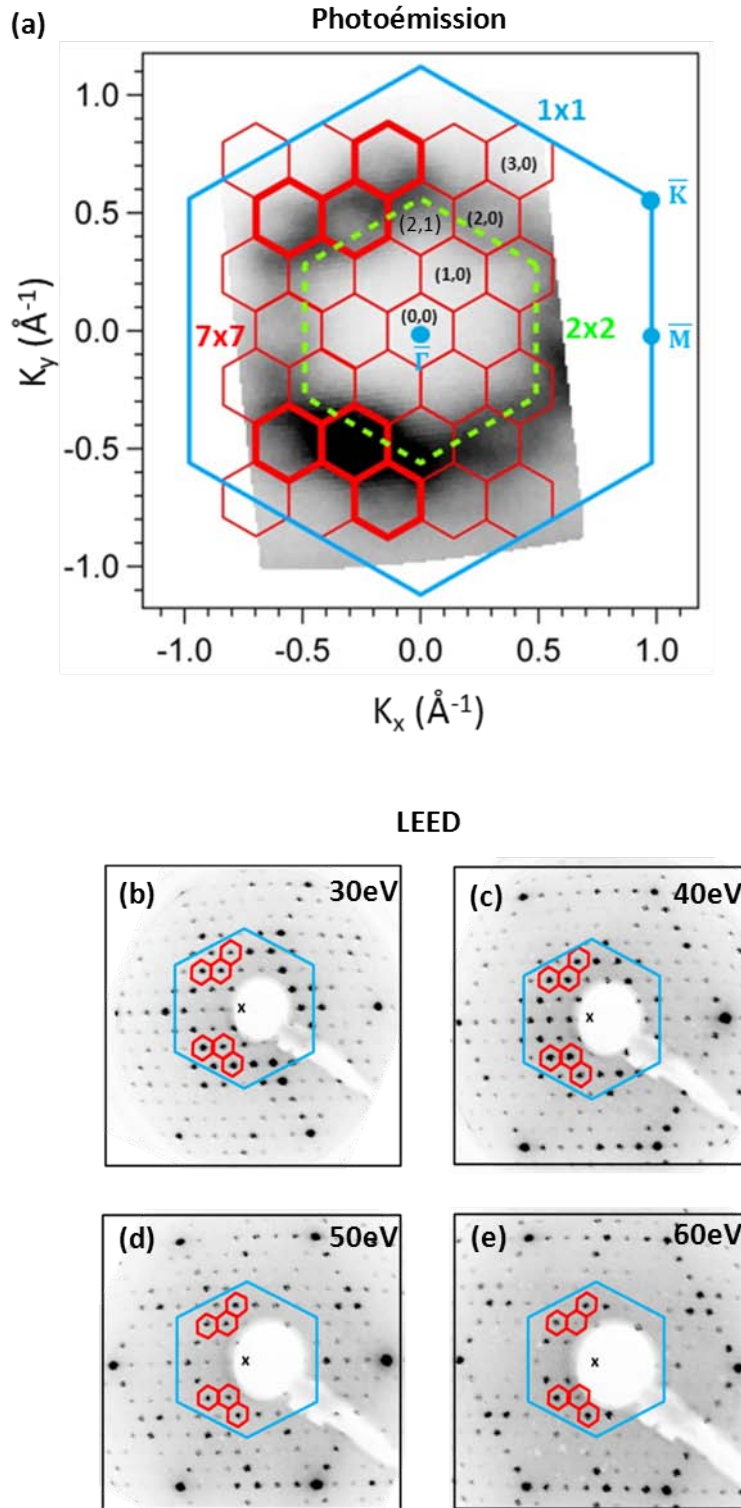 (a) Photoémission
1x1
1.0
0.5
0.0
-0.5
-1.0
K_y (Å⁻¹)
(3,0)
K̅
(2,1) (2,0)
(1,0)
7x7 (0,0) 2x2 M̅
Γ̅
-1.0 -0.5 0.0 0.5 1.0
K_x (Å⁻¹)
LEED
(b) 30eV
x
(c) 40eV
x
(d) 50eV
x
(e) 60eV
x